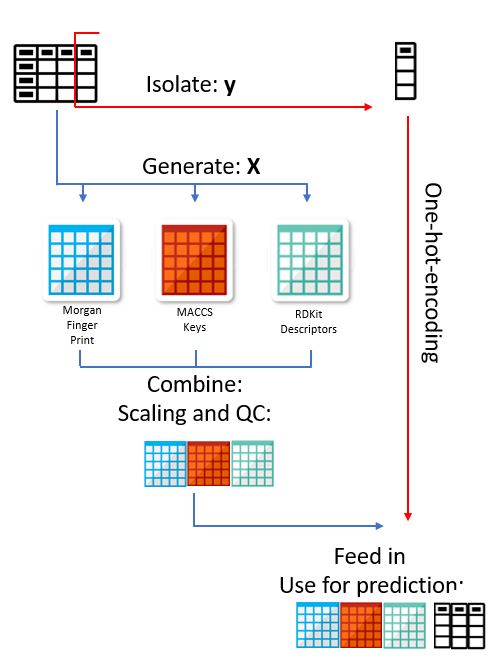 Isolate: y
Generate: X
Morgan
Finger
Print
MACCS
Keys
RDKit
Descriptors
One-hot-encoding
Combine:
Scaling and QC:
Feed in
Use for prediction: